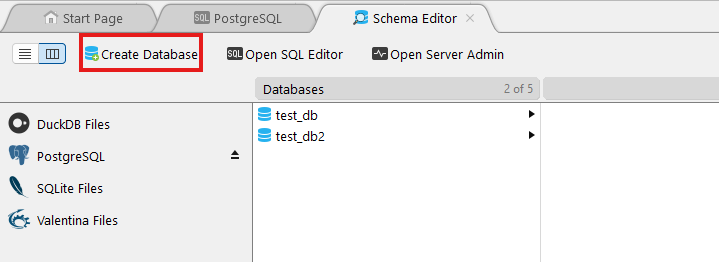 Start Page
SQL PostgreSQL
Schema Editor
Create Database
SQL Open SQL Editor
Open Server Admin
Databases 2 of 5
DuckDB Files
PostgreSQL
SQLite Files
Valentina Files
test_db
test_db2